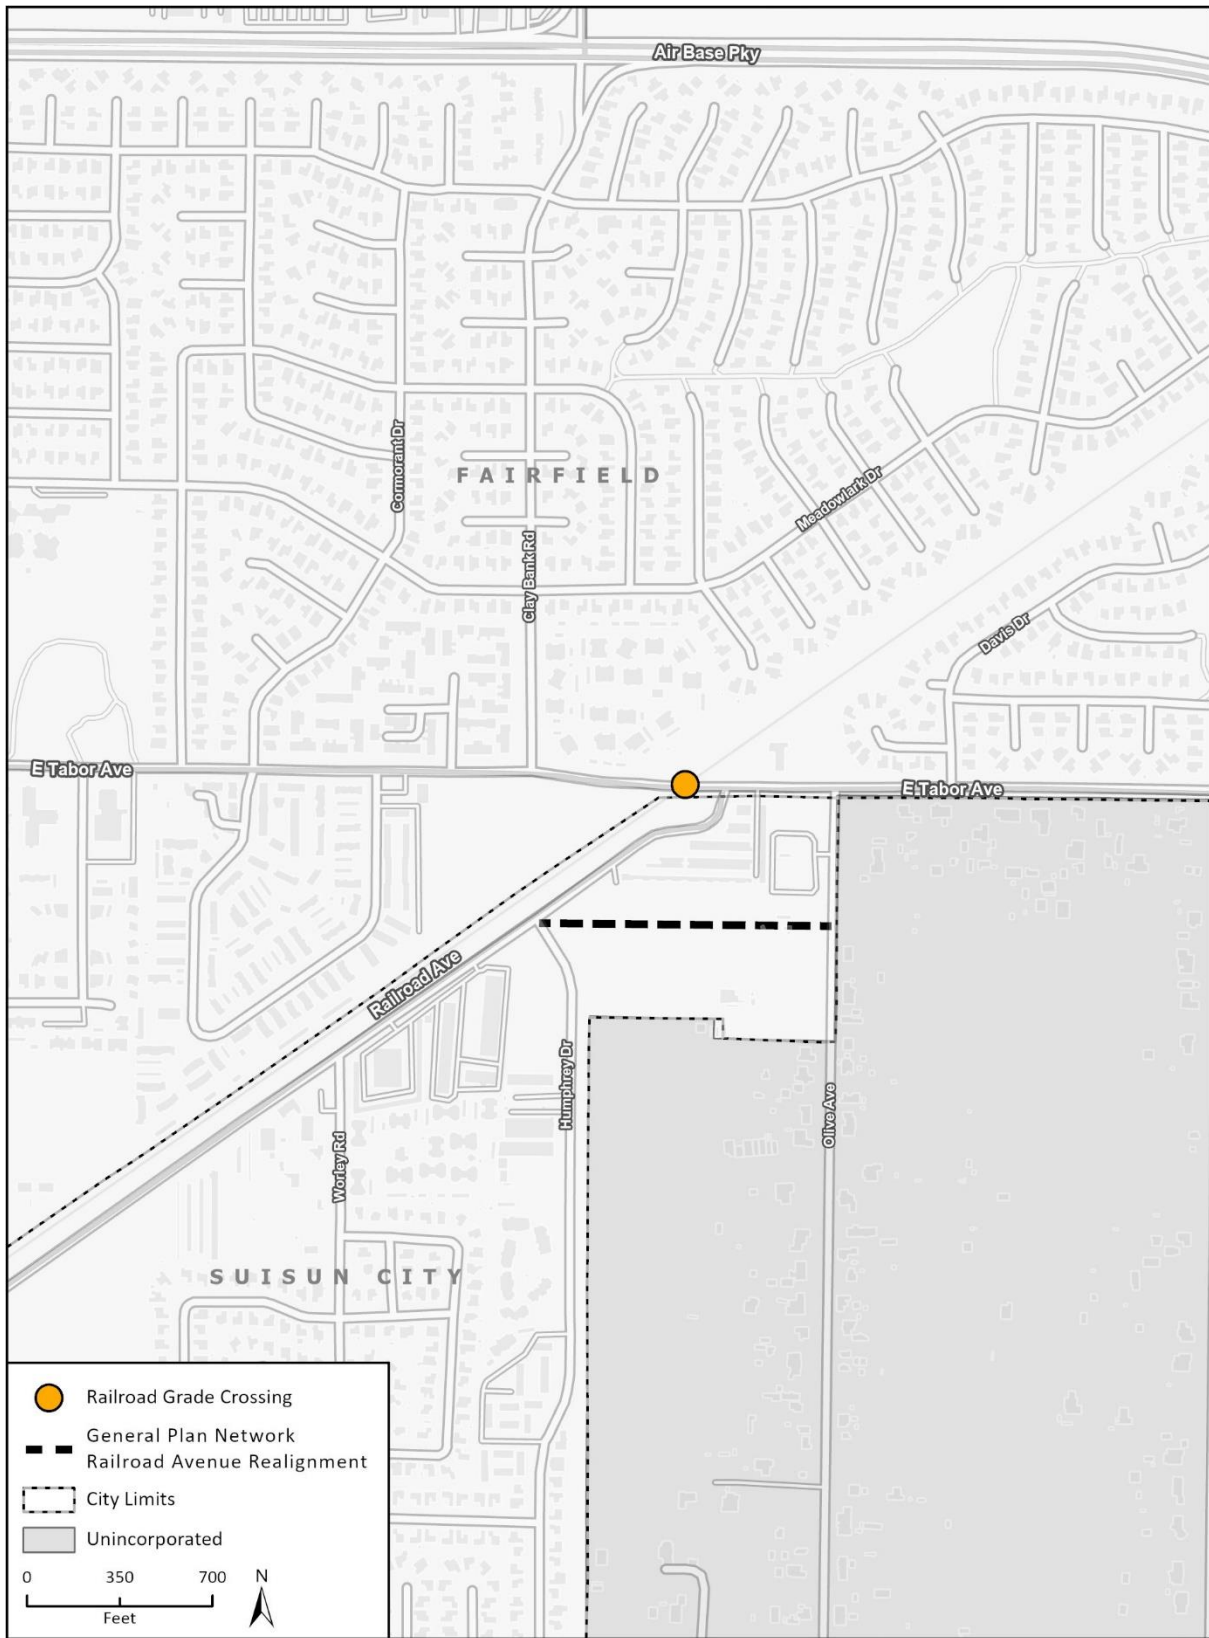 Air Base Pky
Cormorant Dr
FAIRFIELD
Meadowlark Dr
Clay Bank Rd
Davis Dr
E Tabor Ave
E Tabor Ave
Railroad Ave
Humphrey Dr
Olive Ave
Worley Rd
SUISUN CITY
Railroad Grade Crossing
General Plan Network
Railroad Avenue Realignment
City Limits
Unincorporated
0 350 700 N
Feet